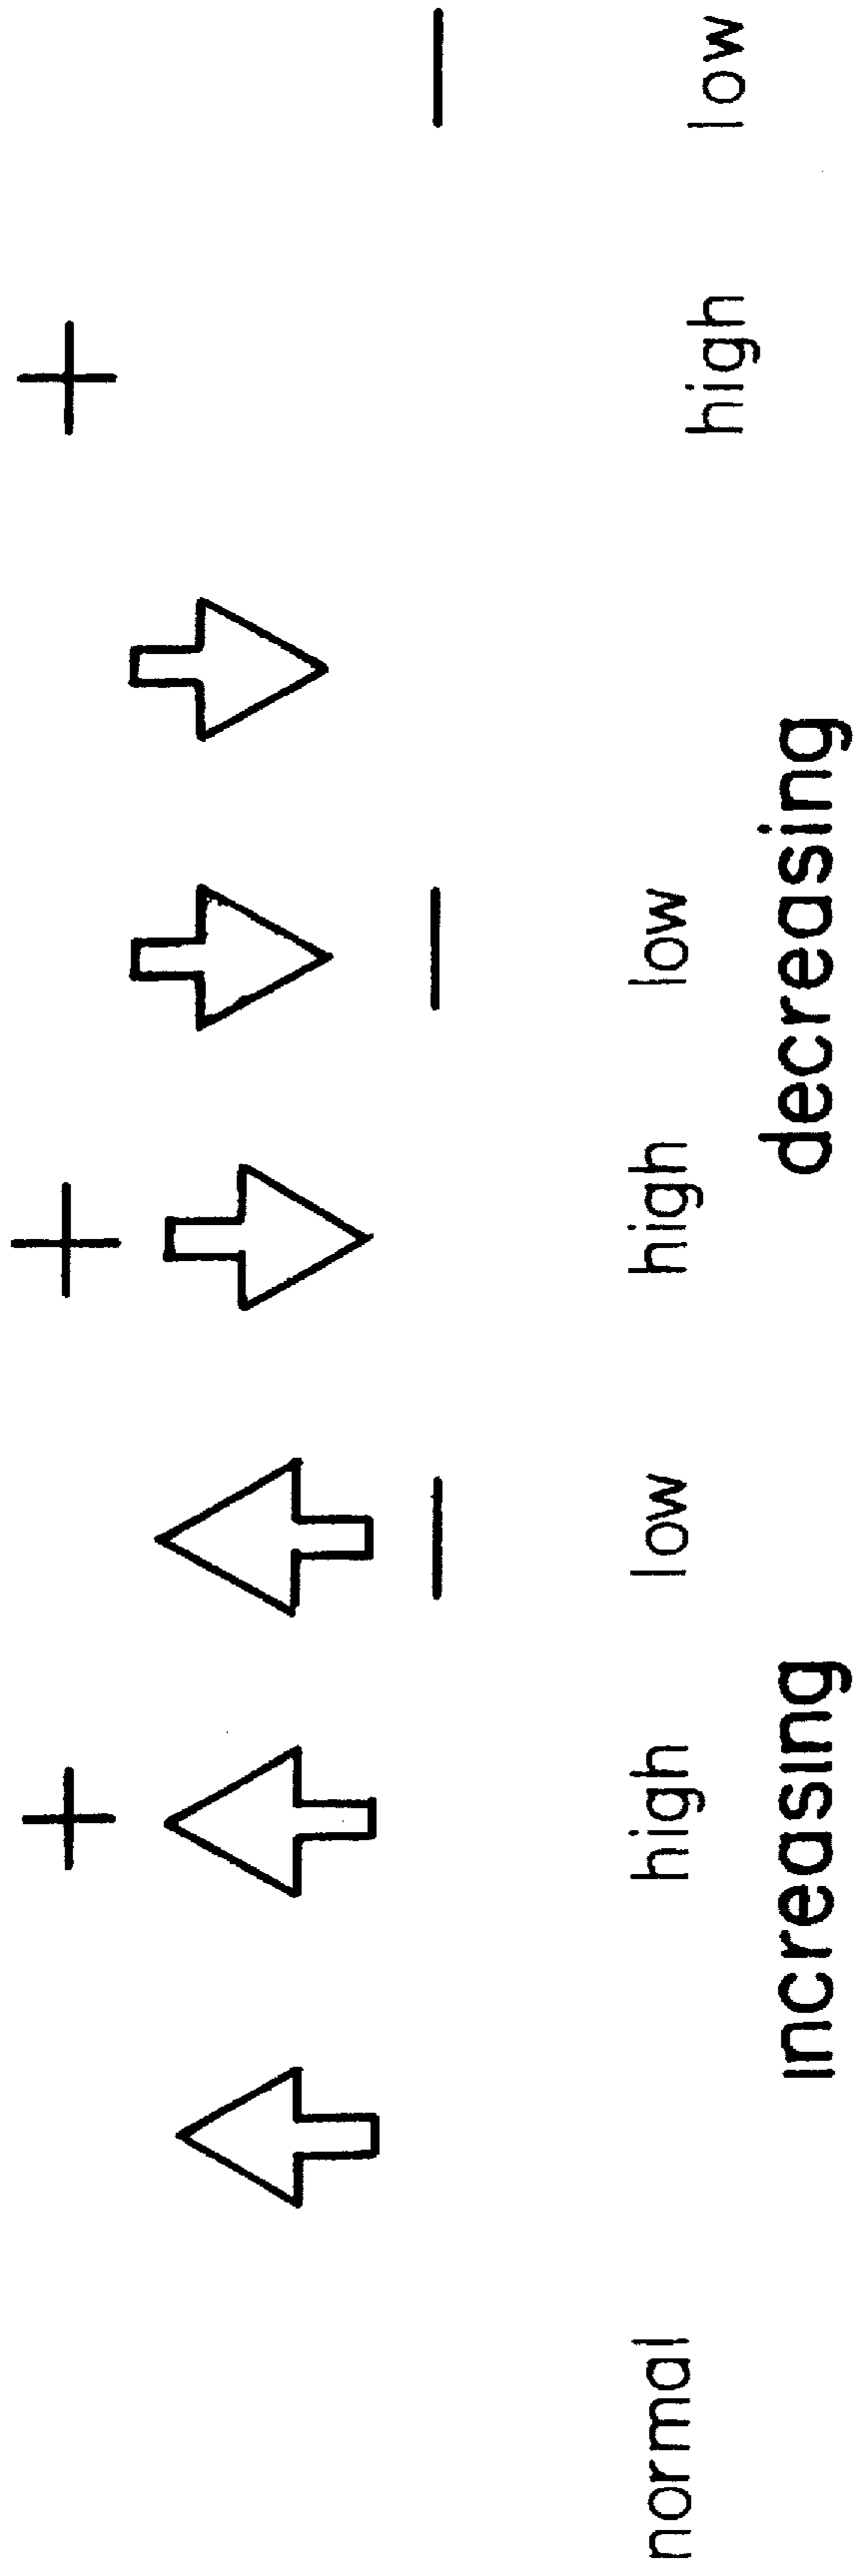 + + −
− + −
normal high low high low high low
increasing decreasing